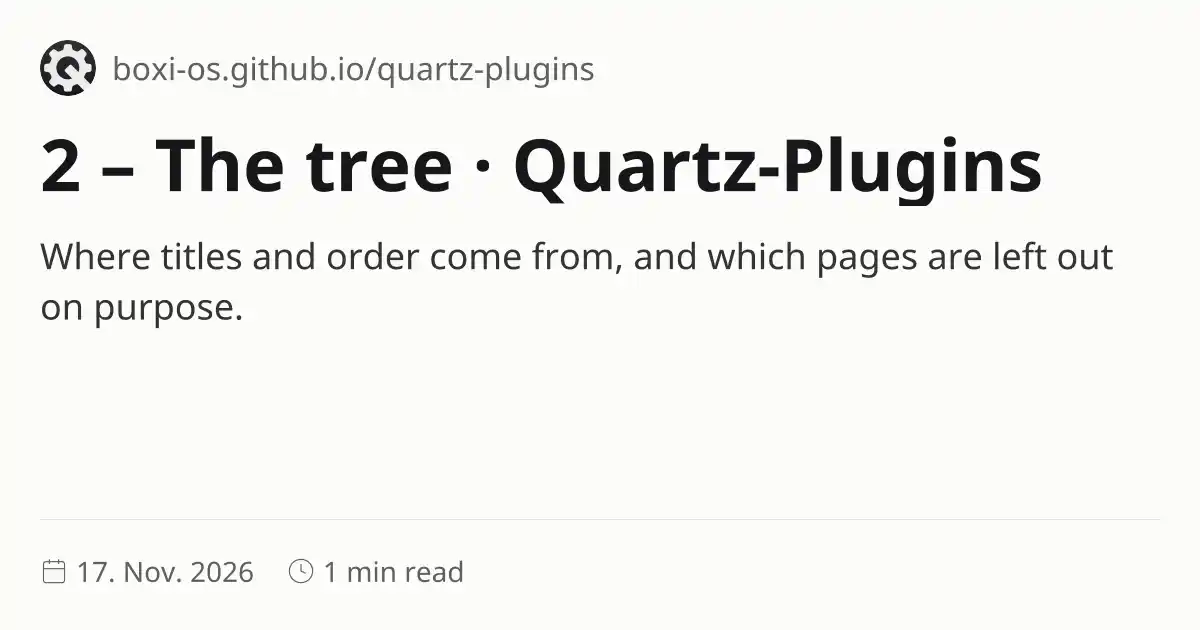 boxi-os.github.io/quartz-plugins
2 – The tree · Quartz-Plugins
Where titles and order come from, and which pages are left out
on purpose.
17. Nov. 2026
1 min read